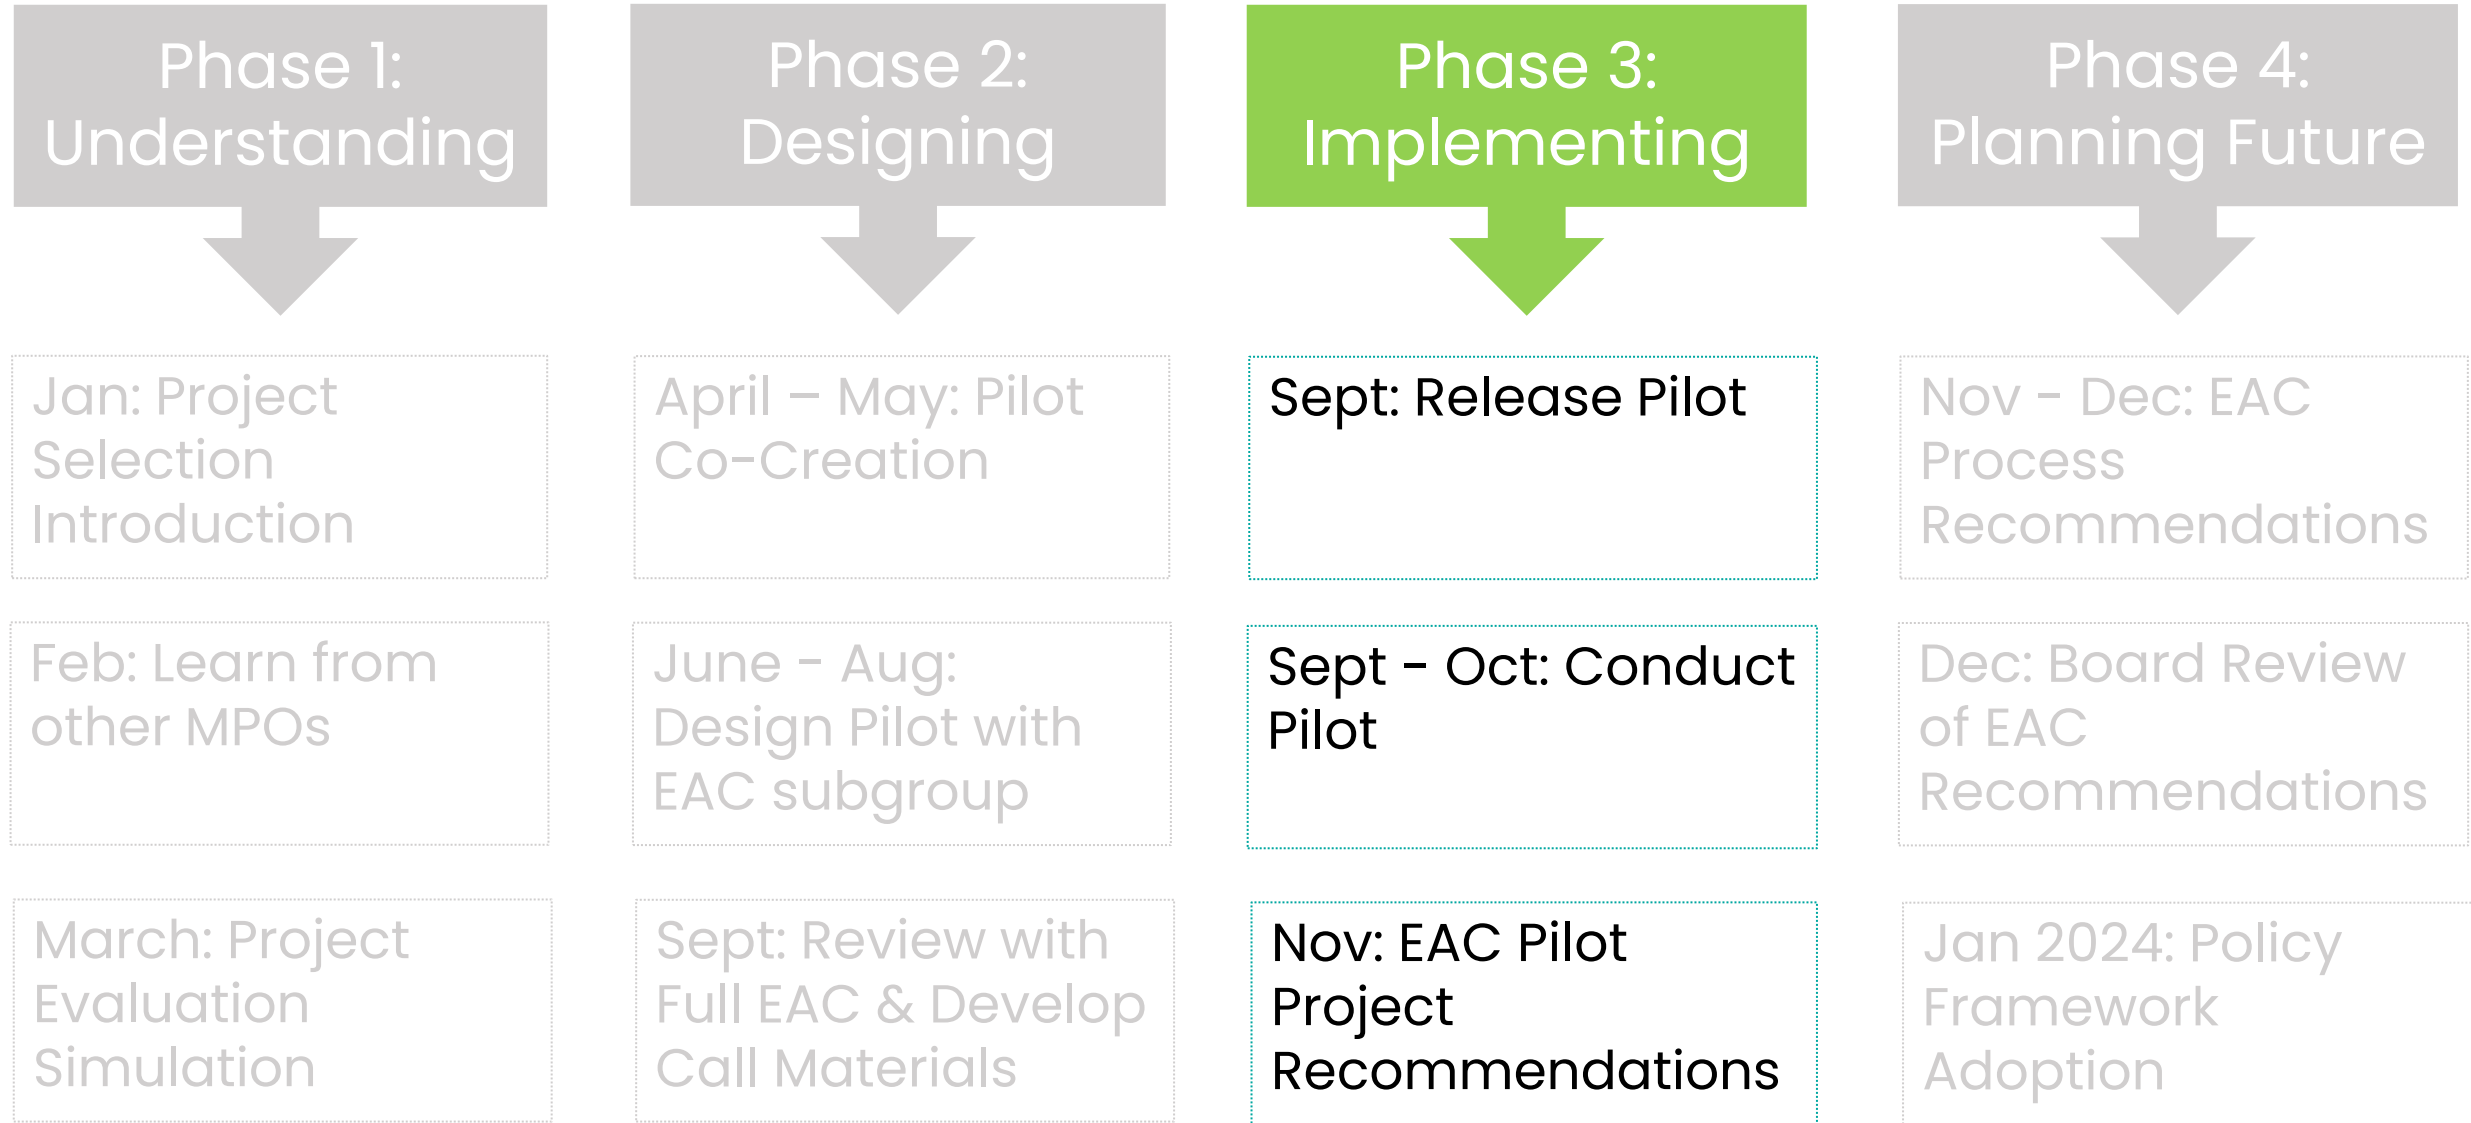 Phase 1:
Understanding
Jan: Project
Selection
Introduction
Feb: Learn from
other MPOs
March: Project
Evaluation
Simulation
Phase 2:
Designing
April – May: Pilot
Co-Creation
June - Aug:
Design Pilot with
EAC subgroup
Sept: Review with
Full EAC & Develop
Call Materials
Phase 3:
Implementing
Sept: Release Pilot
Sept - Oct: Conduct
Pilot
Nov: EAC Pilot
Project
Recommendations
Phase 4:
Planning Future
Nov - Dec: EAC
Process
Recommendations
Dec: Board Review
of EAC
Recommendations
Jan 2024: Policy
Framework
Adoption